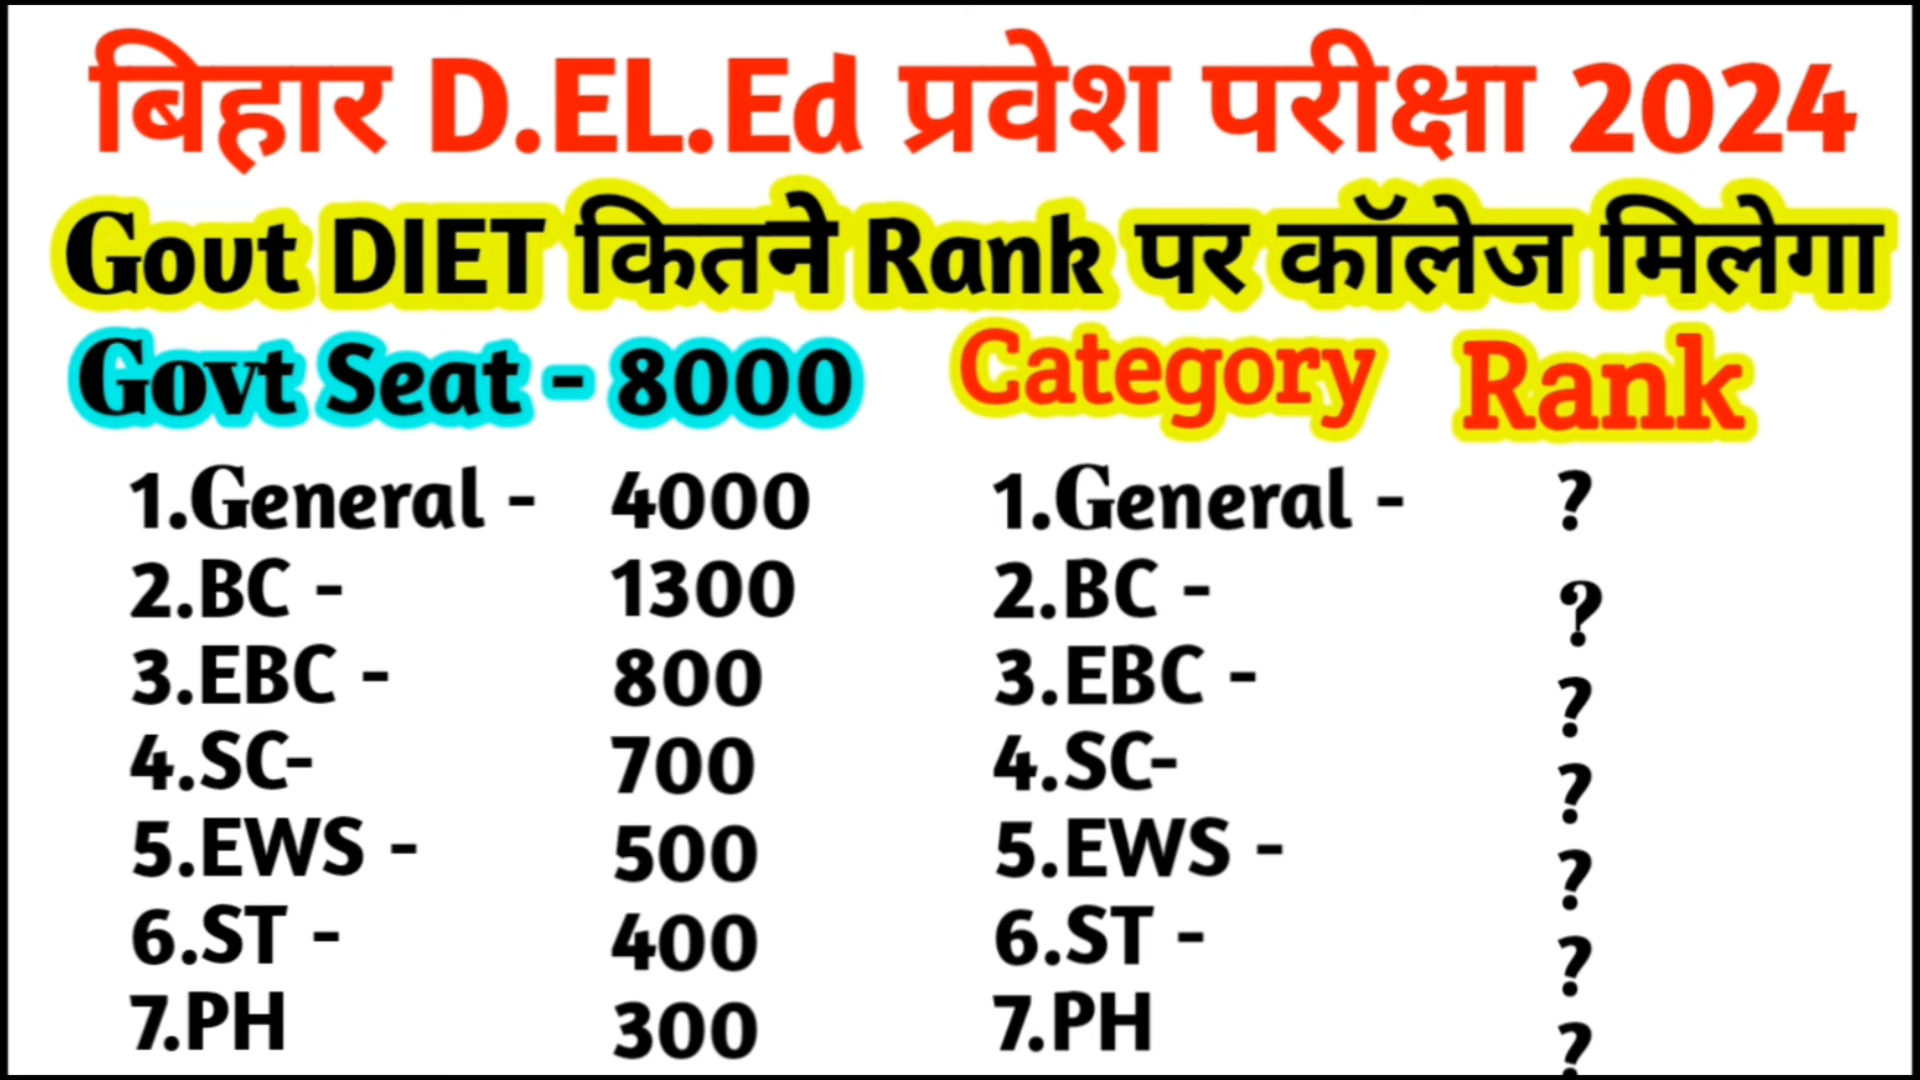 बिहार D.EL.Ed प्रवेश परीक्षा 2024
Govt DIET कितने Rank पर कॉलेज मिलेगा
Govt Seat - 8000 Category Rank
1.General - 4000 1.General - ?
2.BC - 1300 2.BC - ?
3.EBC - 800 3.EBC - ?
4.SC- 700 4.SC- ?
5.EWS - 500 5.EWS - ?
6.ST - 400 6.ST - ?
7.PH 300 7.PH ?